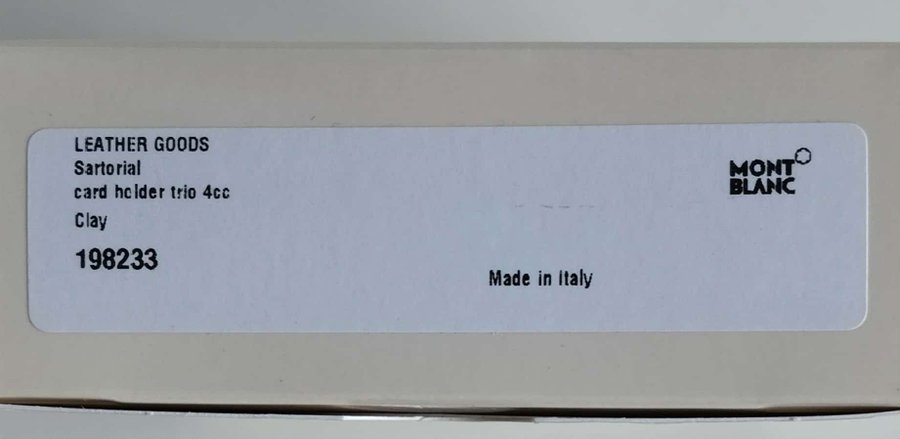 LEATHER GOODS
Sartorial
card holder trio 4cc
Clay
198233
Made in Italy
MONT
BLANC